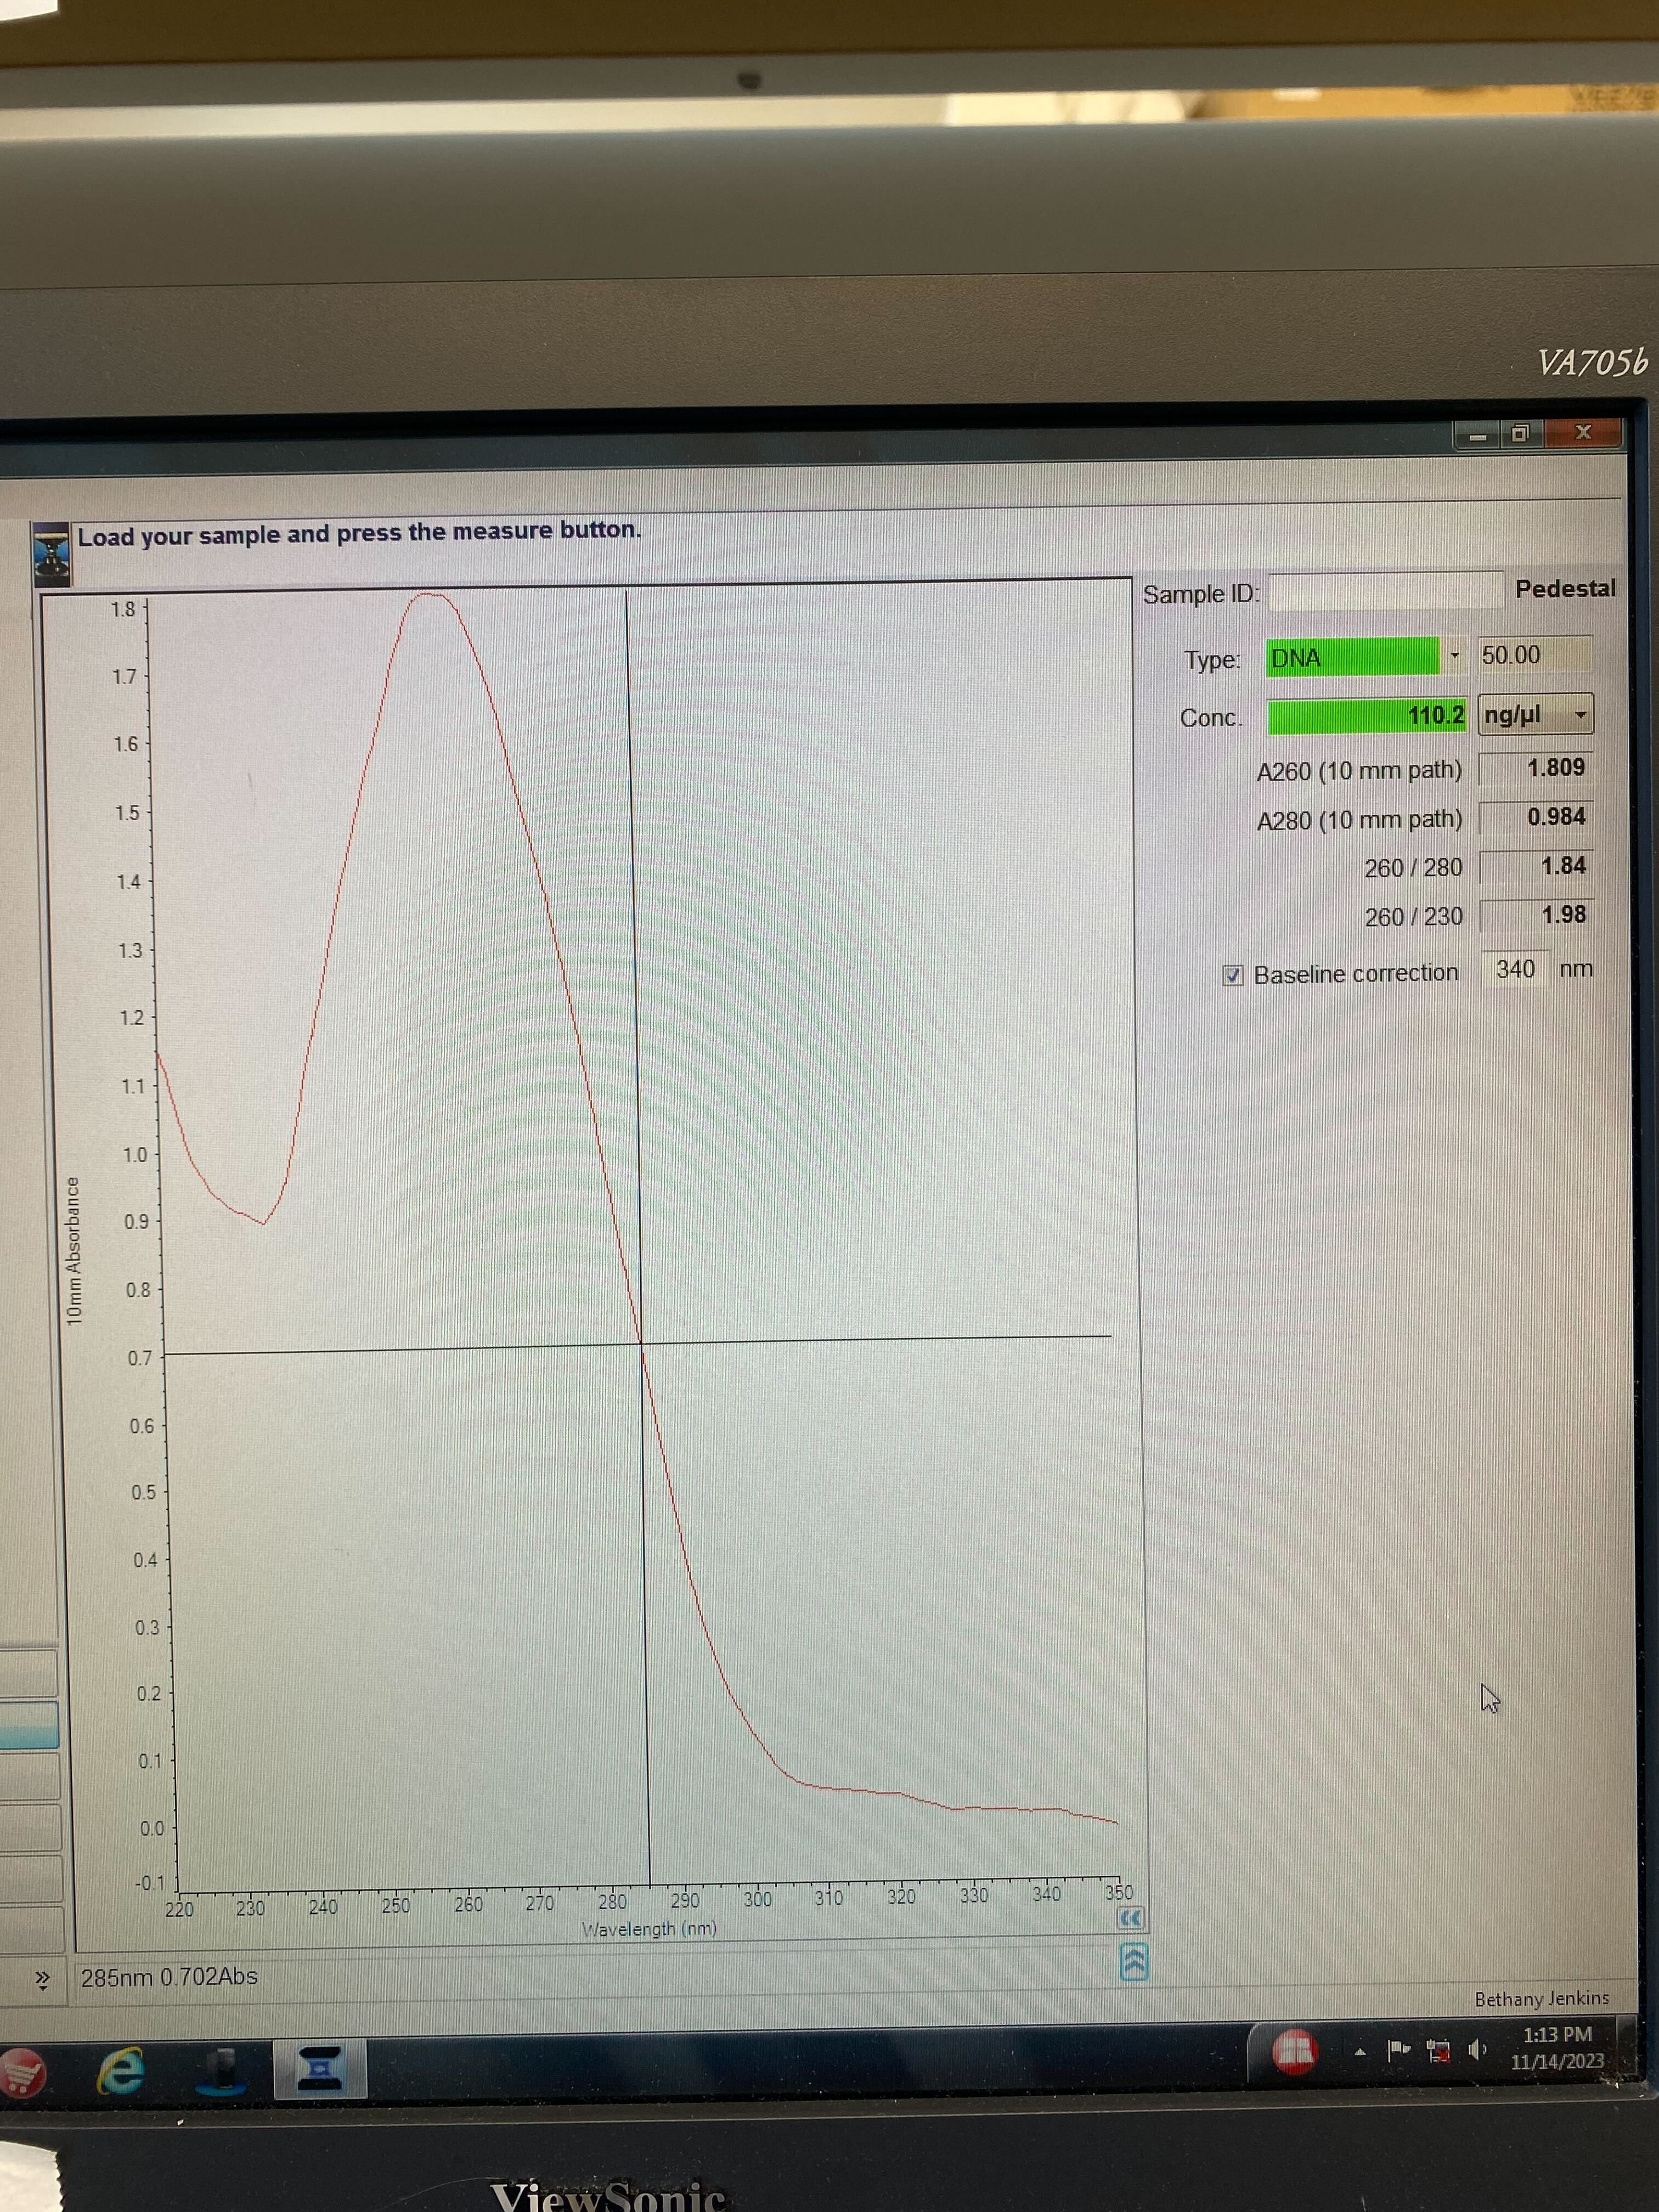 VA705b
Load your sample and press the measure button.
Sample ID: Pedestal
Type: DNA 50.00
Conc. 110.2 ng/µl
A260 (10 mm path) 1.809
A280 (10 mm path) 0.984
260 / 280 1.84
260 / 230 1.98
Baseline correction 340 nm
1.8
1.7
1.6
1.5
1.4
1.3
1.2
1.1
1.0
0.9
0.8
0.7
0.6
0.5
0.4
0.3
0.2
0.1
0.0
-0.1
10mm Absorbance
220 230 240 250 260 270 280 290 300 310 320 330 340 350
Wavelength (nm)
285nm 0.702Abs
Bethany Jenkins
1:13 PM
11/14/2023
ViewSonic